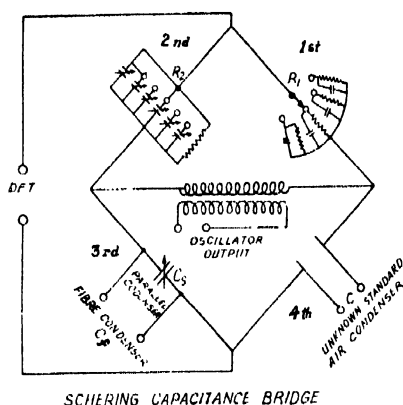 2nd
1st
R2
R1
DFT
OSCILLATOR
OUTPUT
3rd
PARALLEL
CONDENSER
CS
FIBRE CONDENSER
4th
C
UNKNOWN STANDARD
AIR CONDENSER
SCHERING CAPACITANCE BRIDGE